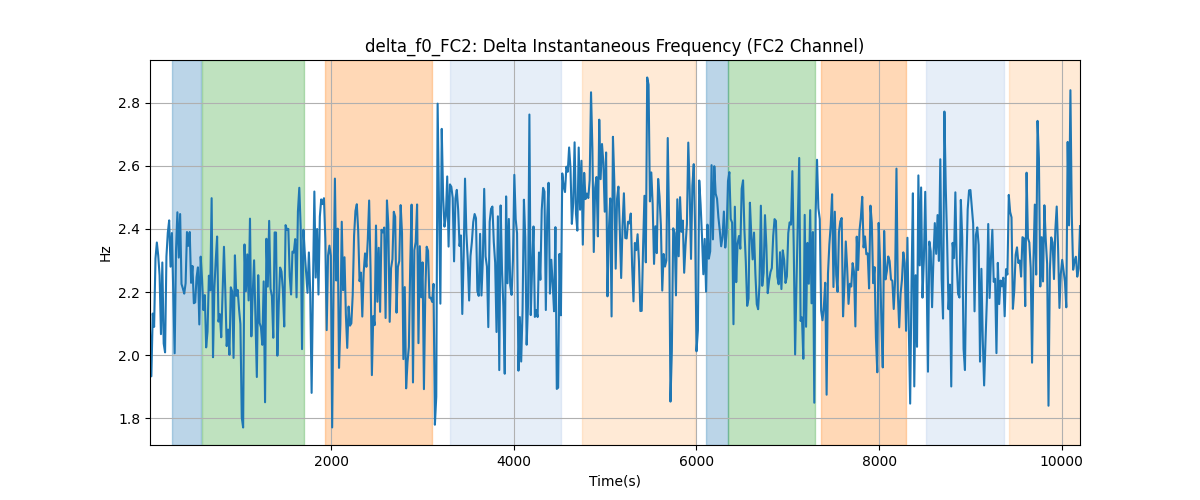 delta_f0_FC2: Delta Instantaneous Frequency (FC2 Channel)
2.8
2.6
2.4
2.2
2.0
1.8
Hz
2000 4000 6000 8000 10000
Time(s)